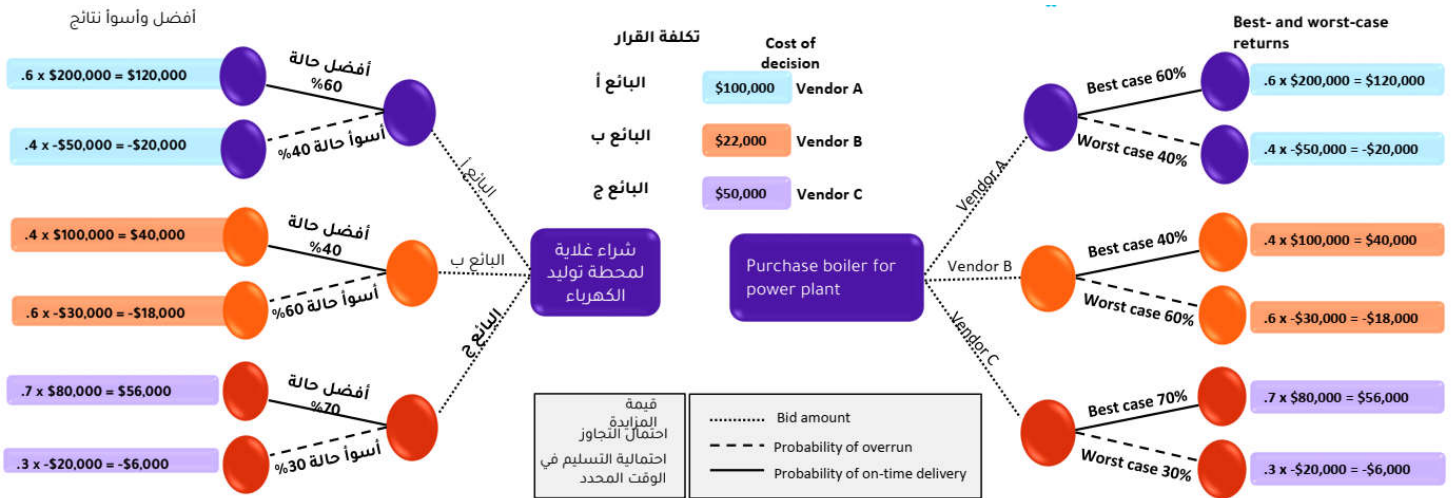 أفضل وأسوأ نتائج
.6 x $200,000 = $120,000
أفضل حالة
%60
.4 x -$50,000 = -$20,000
أسوأ حالة 40%
البائع أ
.4 x $100,000 = $40,000
أفضل حالة
%40
.6 x -$30,000 = -$18,000
أسوأ حالة 60%
البائع ب
.7 x $80,000 = $56,000
أفضل حالة
%70
.3 x -$20,000 = -$6,000
أسوأ حالة 30%
البائع ج
شراء غلاية
لمحطة توليد
الكهرباء
تكلفة القرار
Cost of
decision
البائع أ
$100,000 Vendor A
البائع ب
$22,000 Vendor B
البائع ج
$50,000 Vendor C
Purchase boiler for
power plant
قيمة
المزايدة
احتمال التجاوز
احتمالية التسليم في
الوقت المحدد
Bid amount
Probability of overrun
Probability of on-time delivery
Best- and worst-case
returns
Vendor A
Best case 60%
.6 x $200,000 = $120,000
Worst case 40%
.4 x -$50,000 = -$20,000
Vendor B
Best case 40%
.4 x $100,000 = $40,000
Worst case 60%
.6 x -$30,000 = -$18,000
Vendor C
Best case 70%
.7 x $80,000 = $56,000
Worst case 30%
.3 x -$20,000 = -$6,000